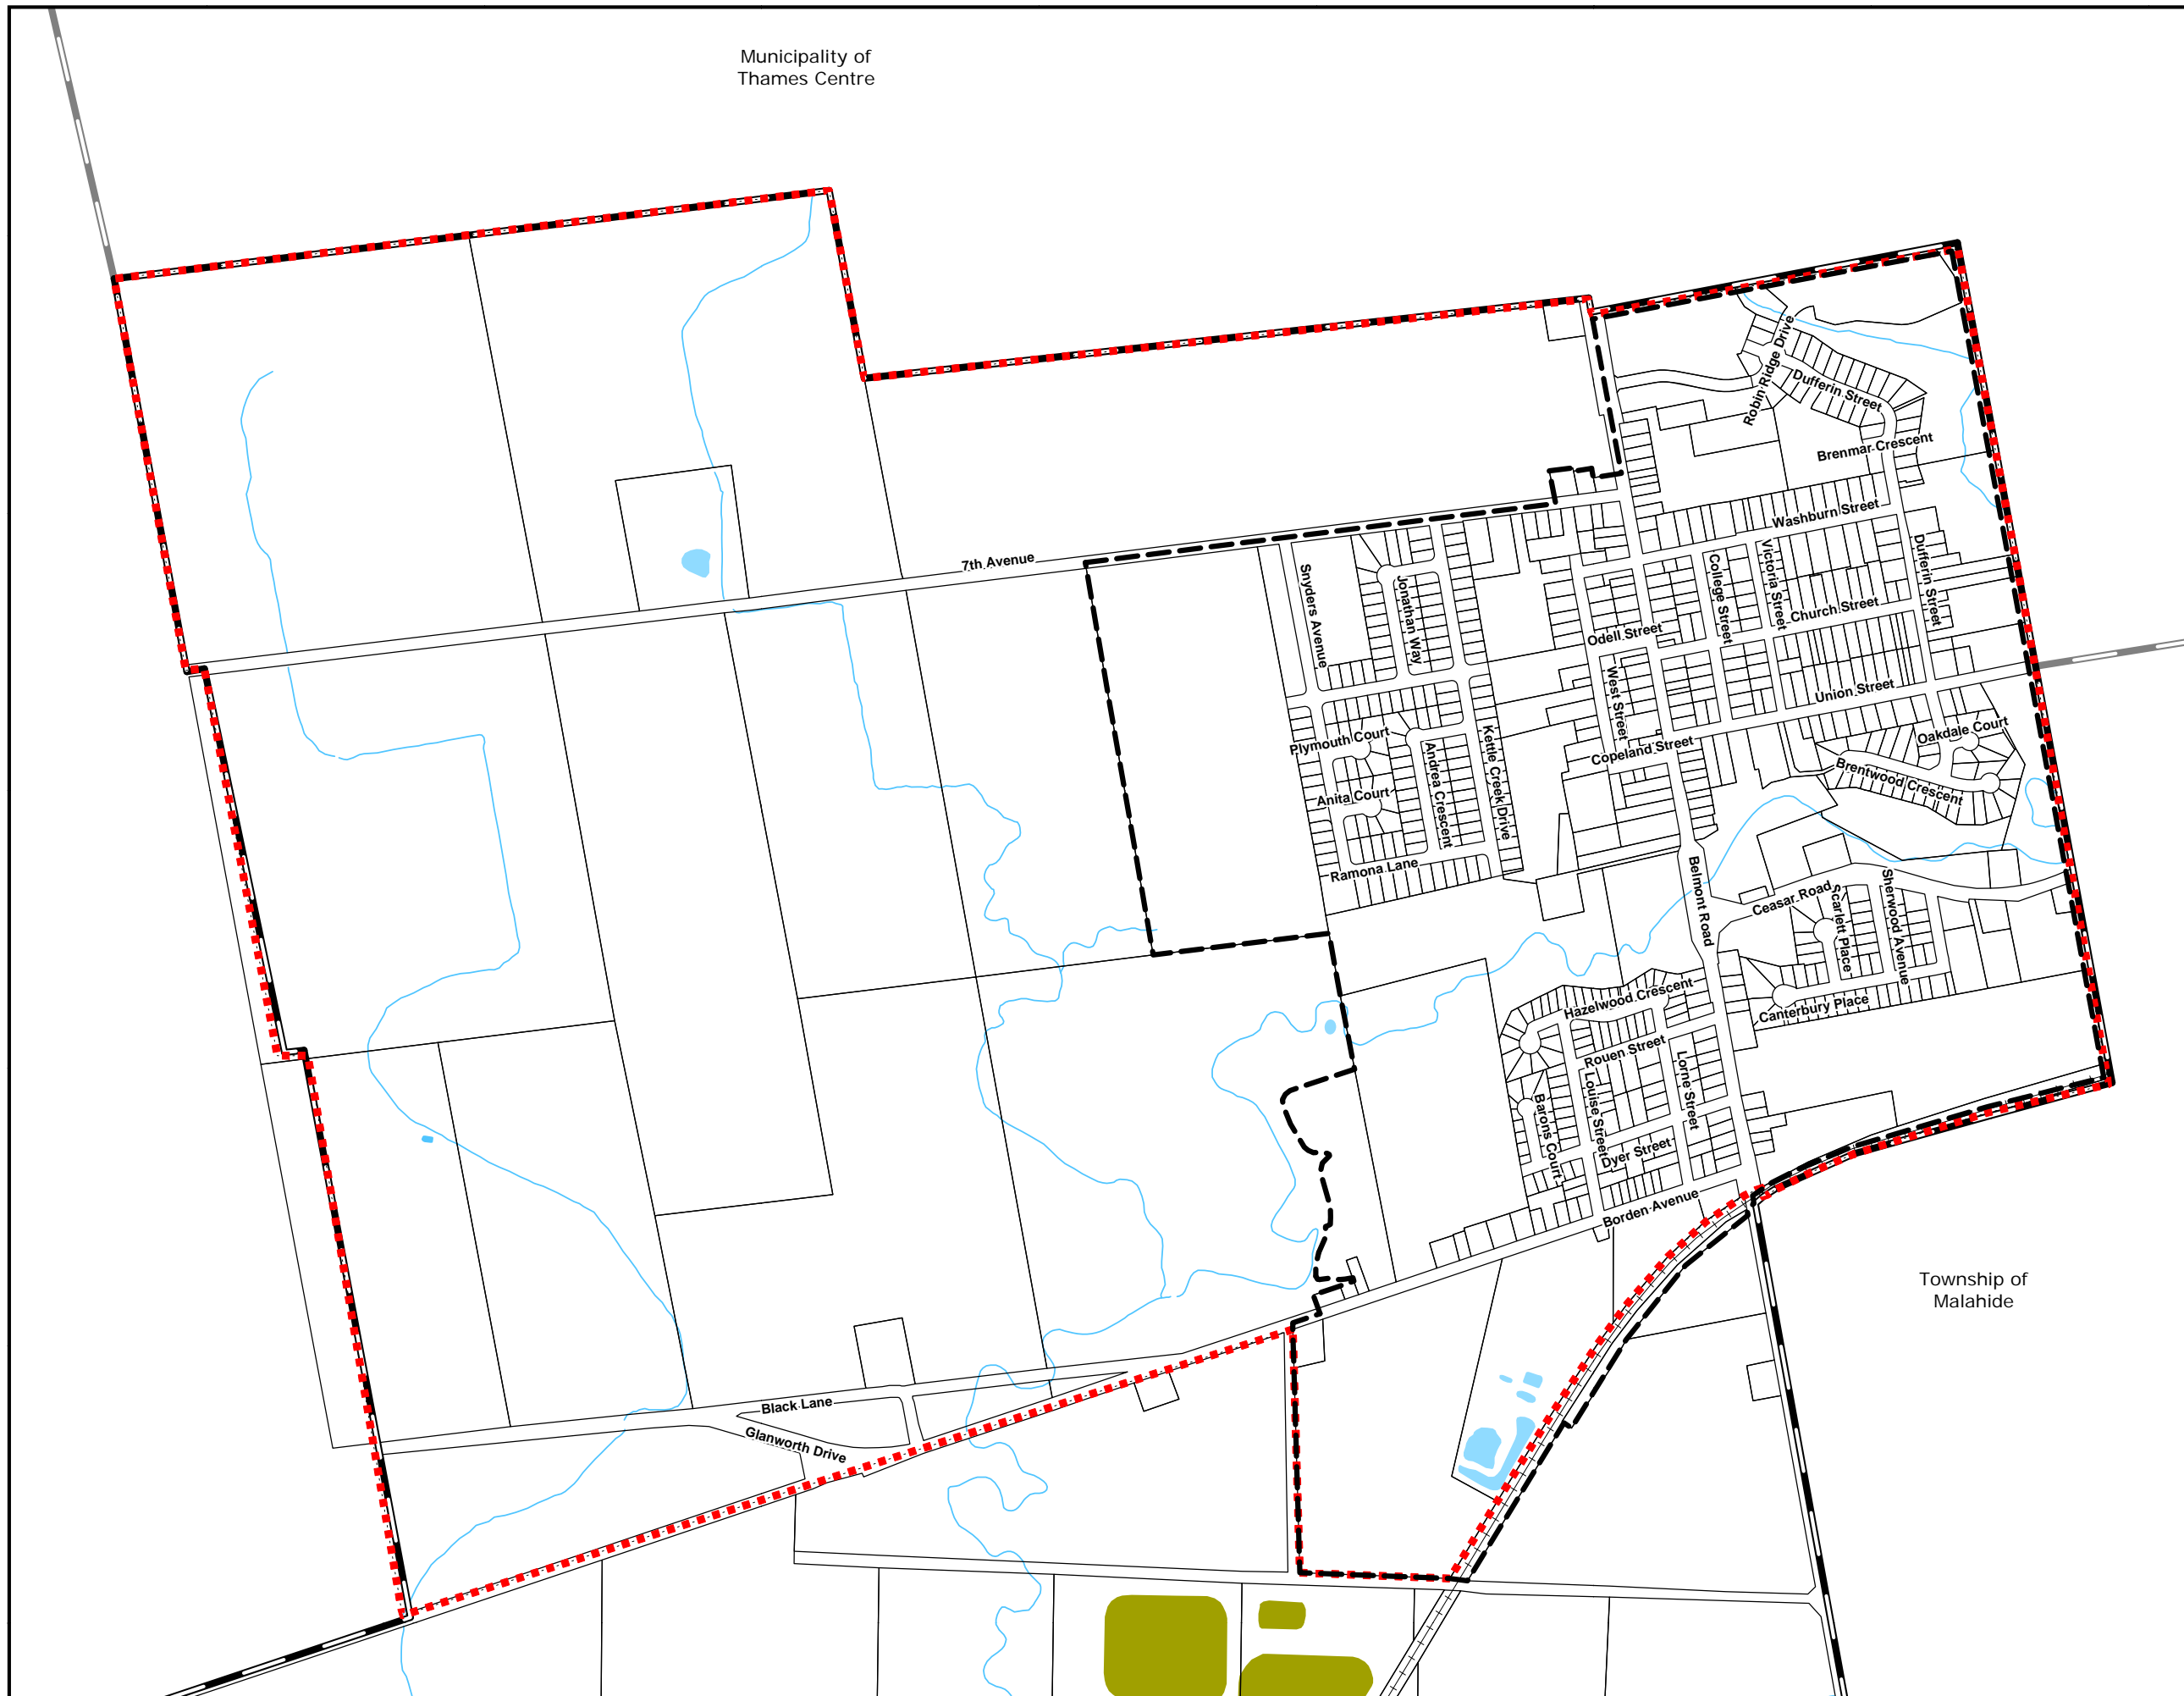 Municipality of
Thames Centre
Robin Ridge Drive
Dufferin Street
Brenmar Crescent
Washburn Street
7th Avenue
Snyders Avenue
Jonathan Way
College Street
Victoria Street
Dufferin Street
Church Street
Odell Street
West Street
Union Street
Plymouth Court
Kettle Creek Drive
Copeland Street
Oakdale Court
Andrea Crescent
Anita Court
Brentwood Crescent
Ramona Lane
Belmont Road
Ceasar Road
Scarlett Place
Sherwood Avenue
Hazelwood Crescent
Canterbury Place
Rouen Street
Lorne Street
Louise Street
Barons Court
Dyer Street
Borden Avenue
Township of
Malahide
Black Lane
Glanworth Drive